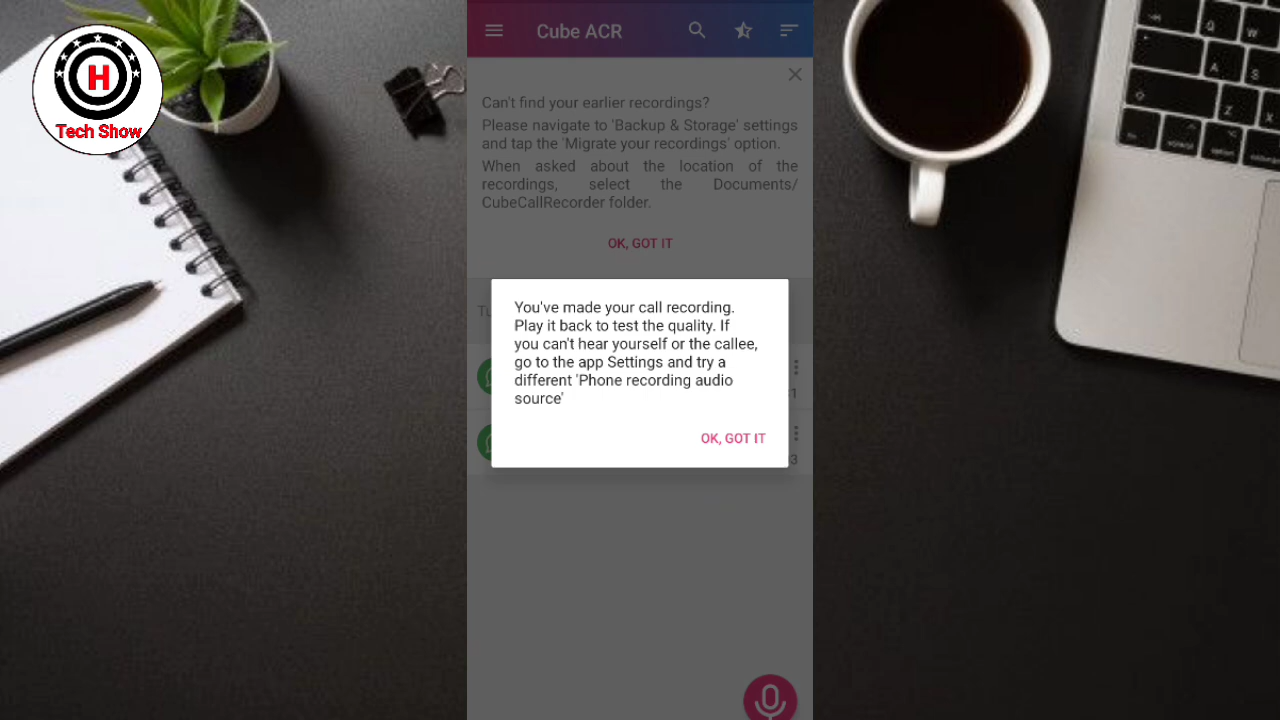 H
Tech Show
Cube ACR
Can't find your earlier recordings?
Please navigate to 'Backup & Storage' settings
and tap the 'Migrate your recordings' option.
When asked about the location of the
recordings, select the Documents/
CubeCallRecorder folder.
OK, GOT IT
Tu
You've made your call recording.
Play it back to test the quality. If
you can't hear yourself or the callee,
go to the app Settings and try a
different 'Phone recording audio
source'
OK, GOT IT
1
3
Q
W
A
S
Z
X